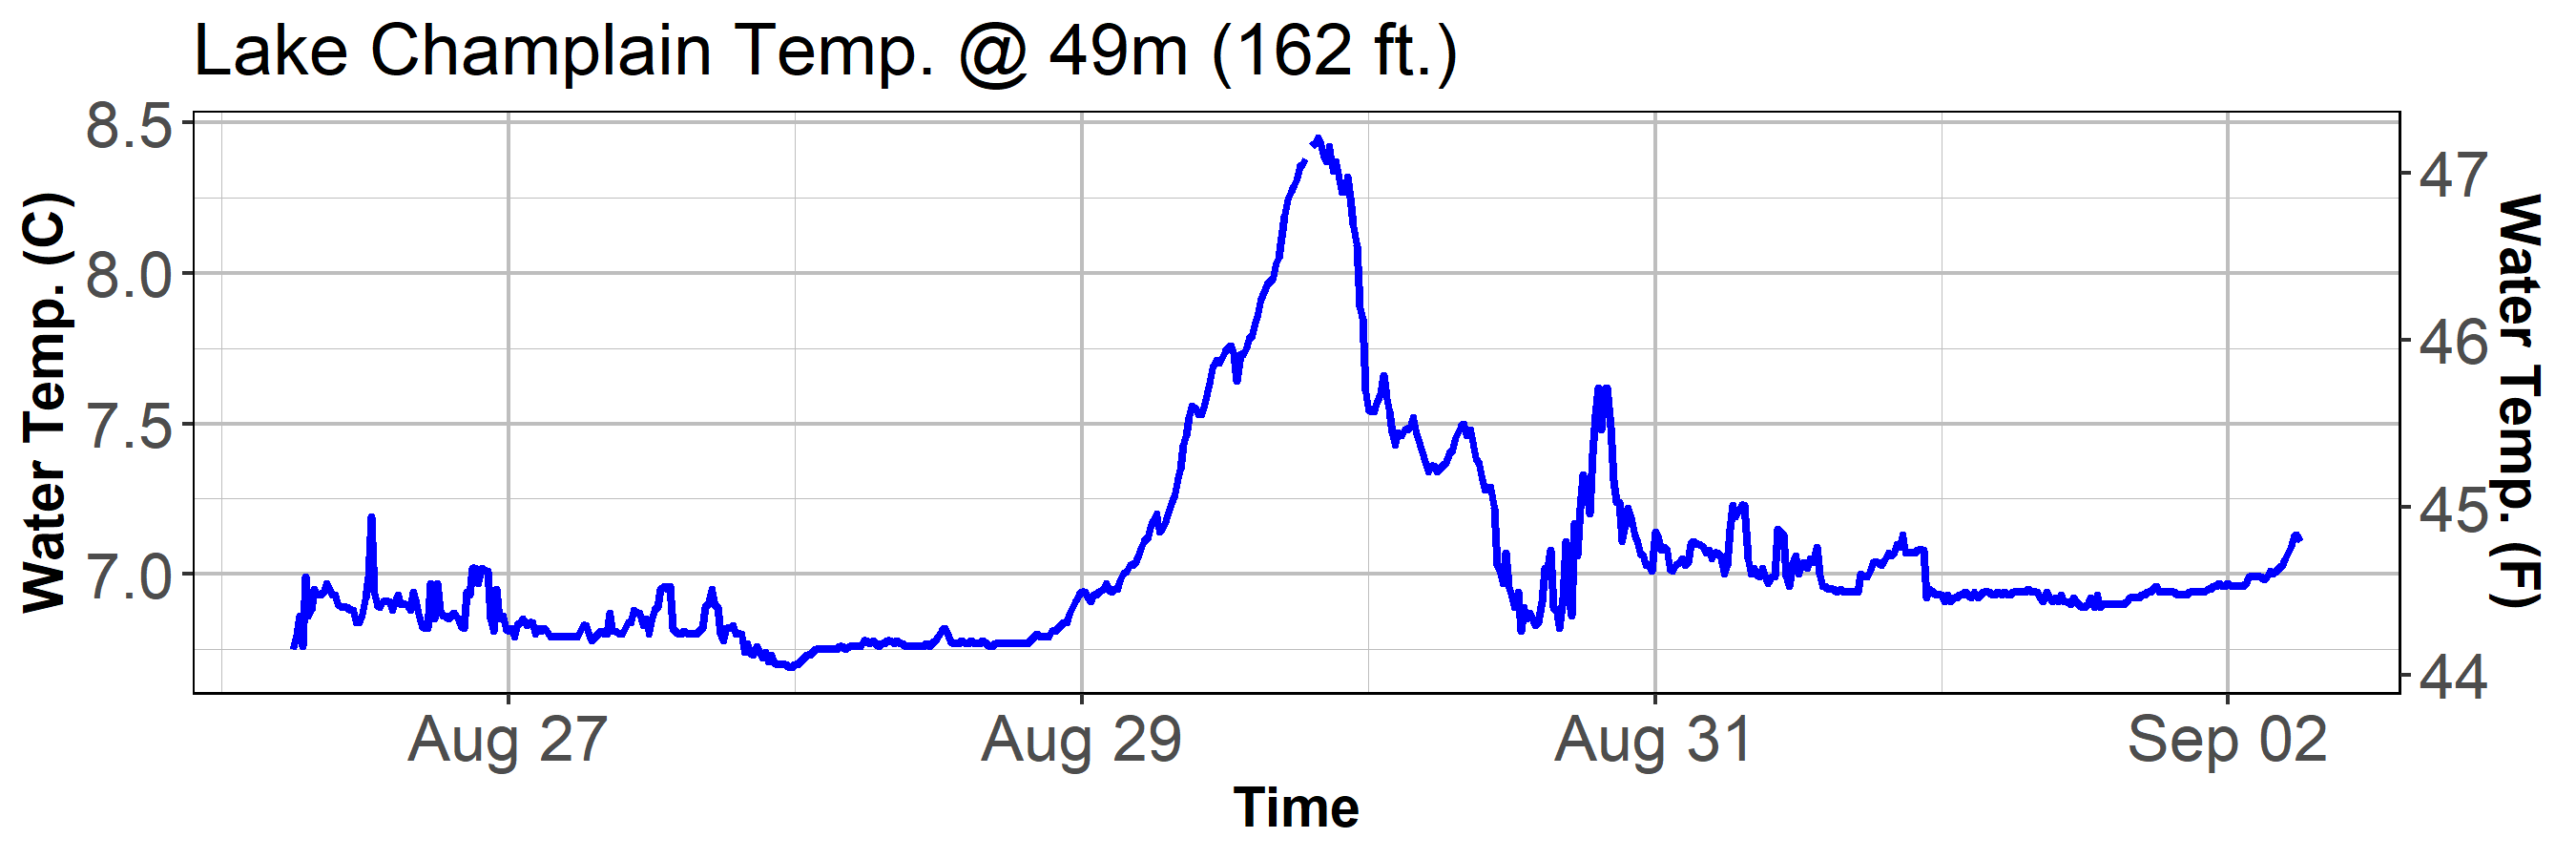 Lake Champlain Temp. @ 49m (162 ft.)
Water Temp. (C)
8.5
8.0
7.5
7.0
47
46
45
44
Water Temp. (F)
Aug 27
Aug 29
Aug 31
Sep 02
Time